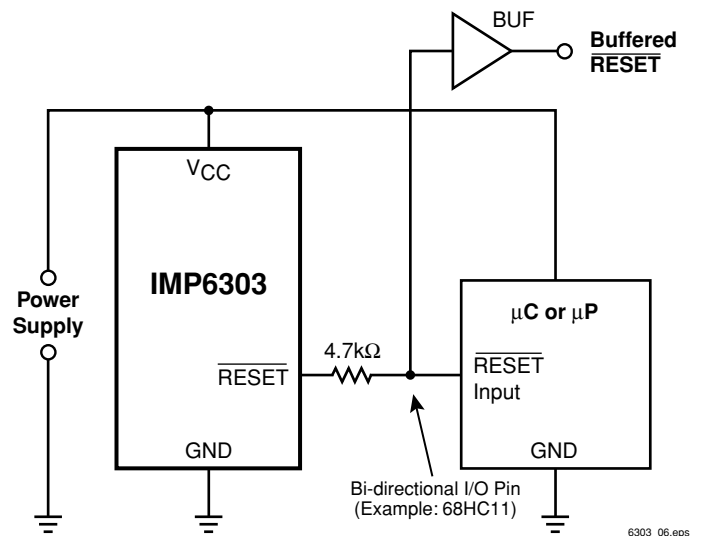 BUF
Buffered
RESET
VCC
IMP6303
Power
Supply
μC or μP
4.7kΩ
RESET
RESET
Input
GND
GND
Bi-directional I/O Pin
(Example: 68HC11)
6303_06.eps